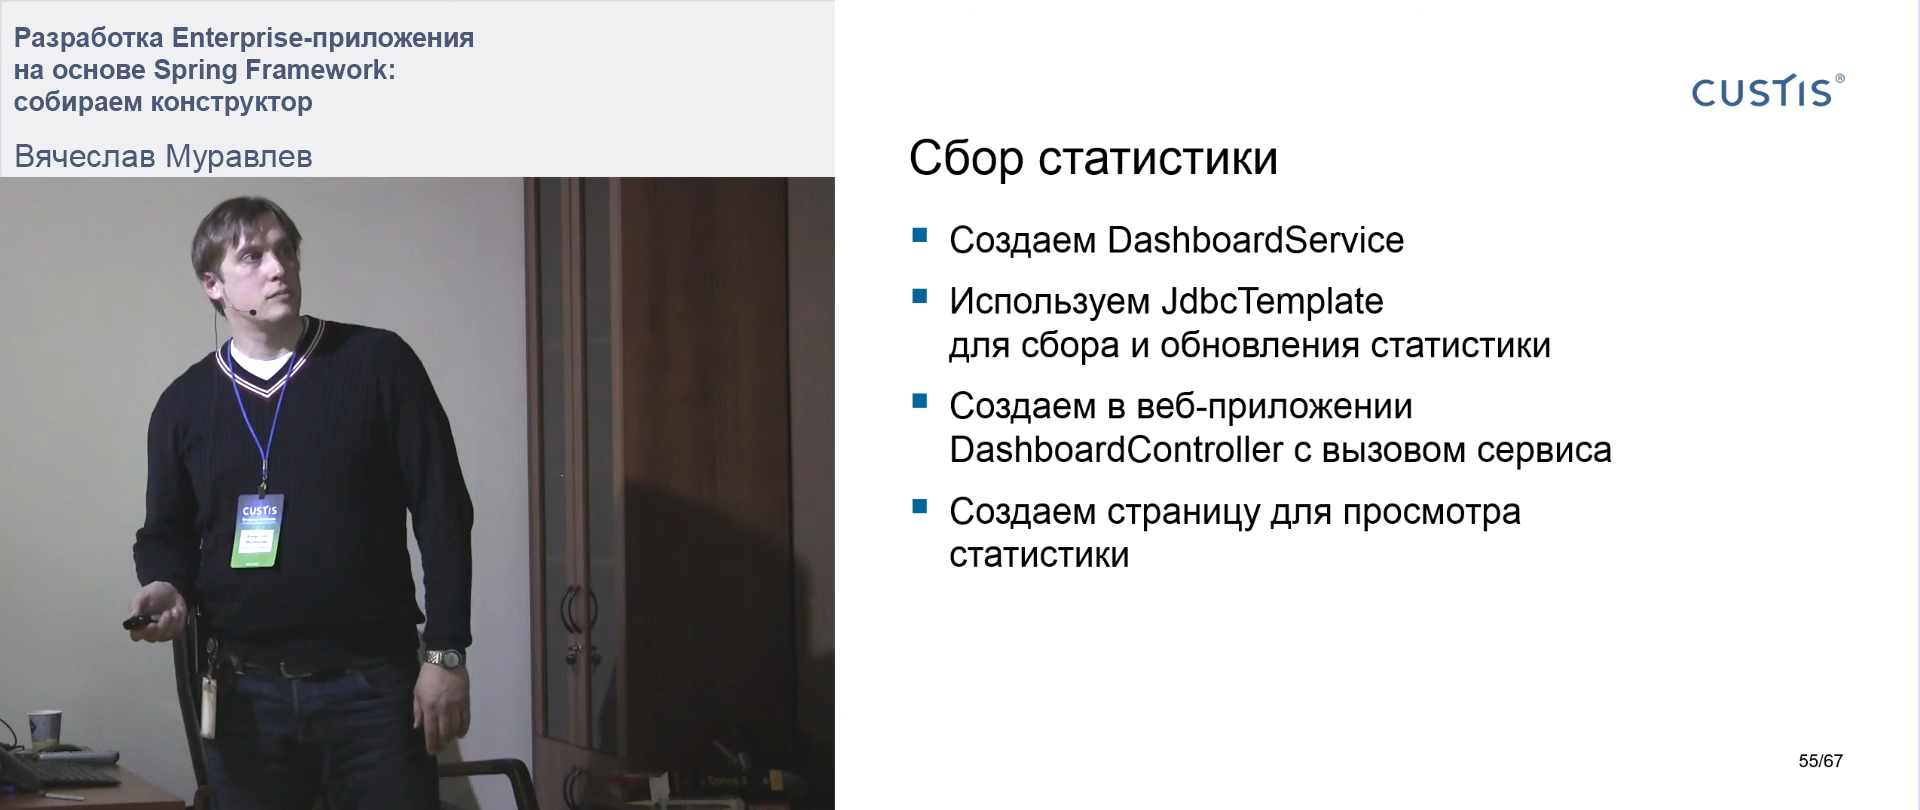 Разработка Enterprise-приложения
на основе Spring Framework:
собираем конструктор
Вячеслав Муравлев
CUSTIS
CUSTIS®
Сбор статистики
Создаем DashboardService
Используем JdbcTemplate
для сбора и обновления статистики
Создаем в веб-приложении
DashboardController с вызовом сервиса
Создаем страницу для просмотра
статистики
55/67